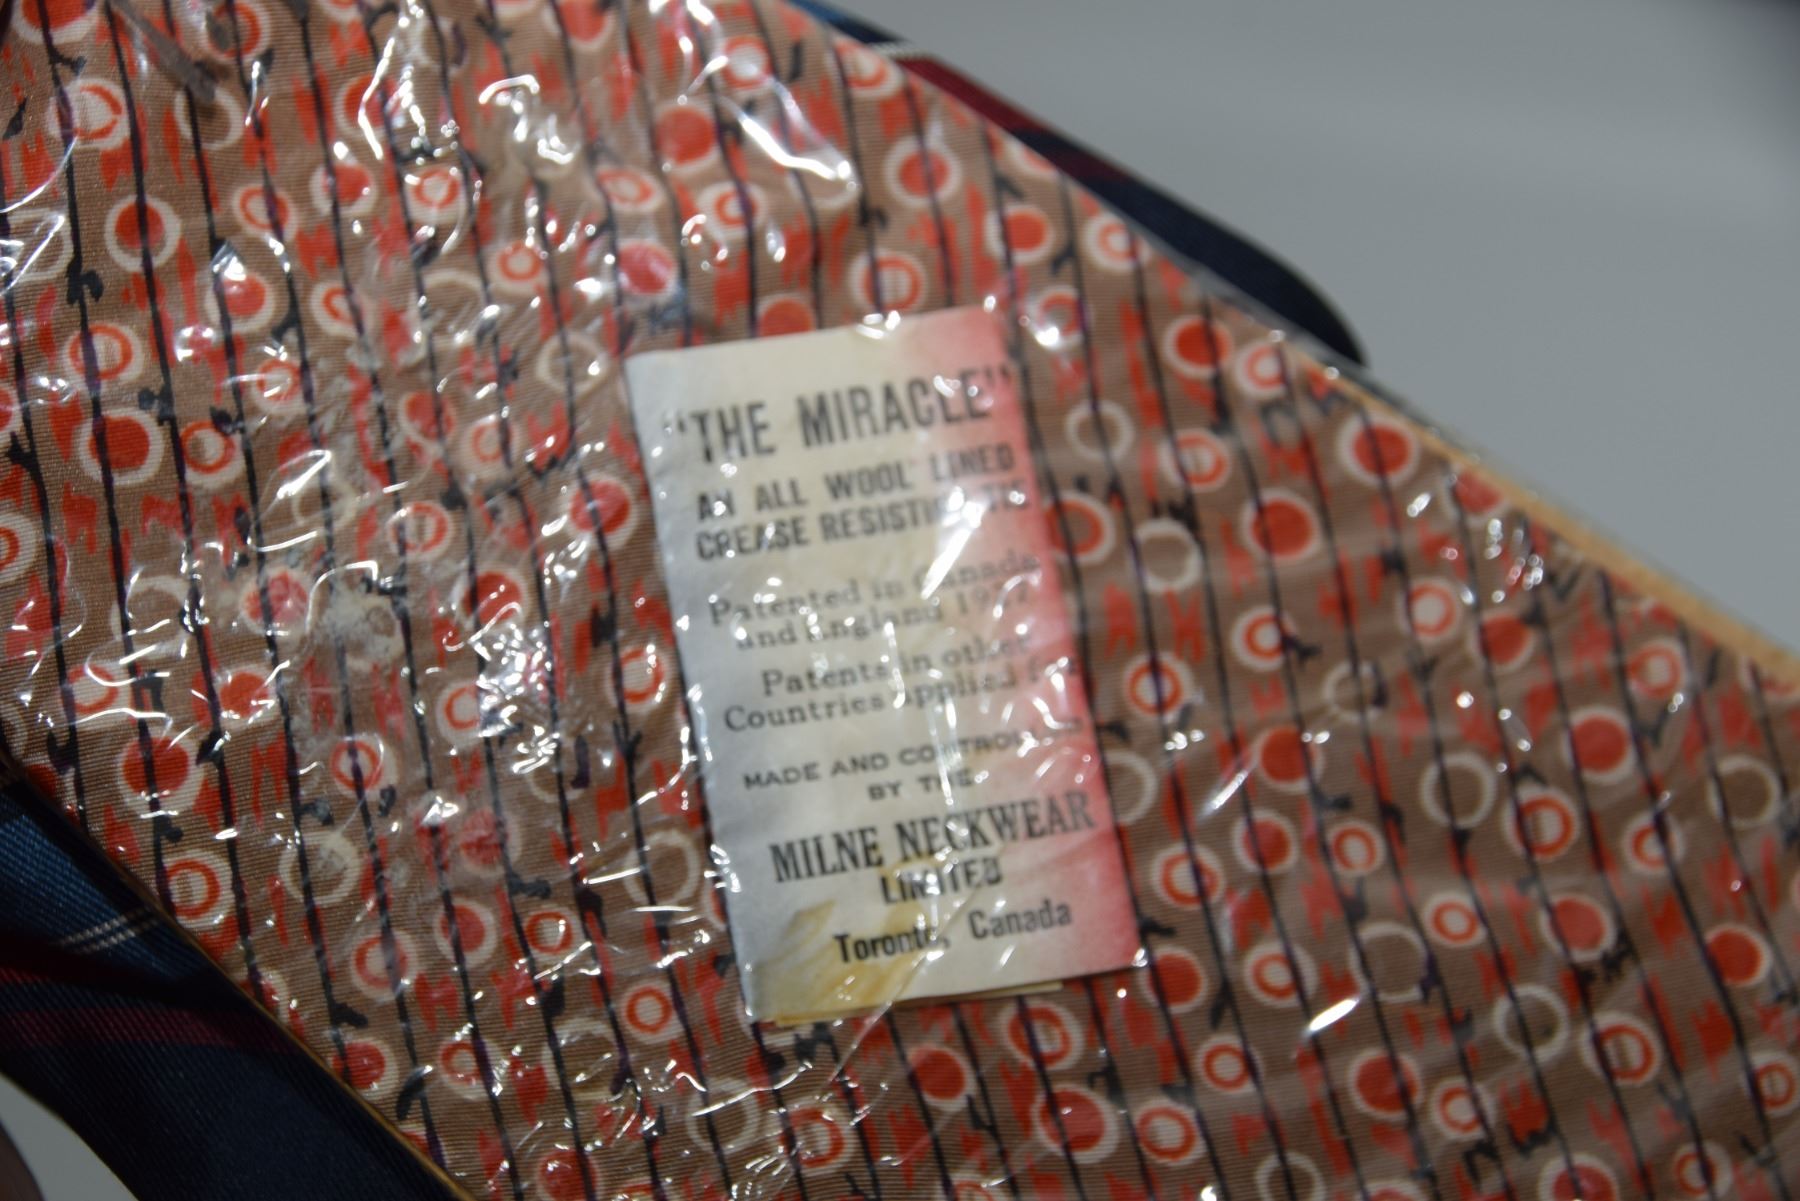 "THE MIRACLE"
AN ALL WOOL LINED
CREASE RESISTING TIE
Patented in Canada
and England
Patents in other
Countries Applied For
MADE AND CONTROLLED
BY THE
MILNE NECKWEAR
LIMITED
Toronto, Canada